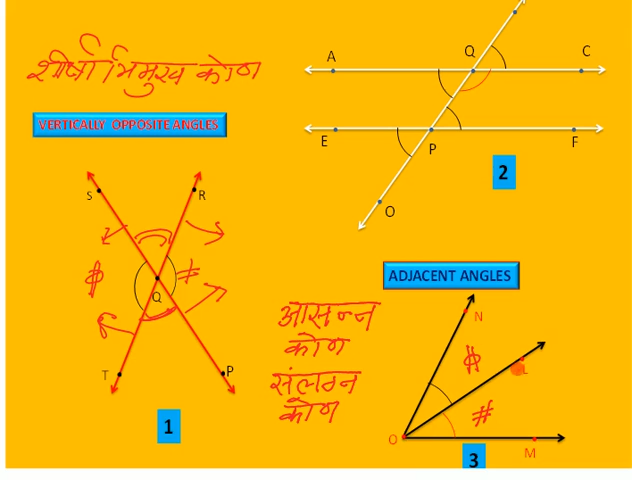 शीर्षाभिमुख कोण
VERTICALLY OPPOSITE ANGLES
S
R
Q
T
P
1
A
Q
C
E
P
F
O
2
ADJACENT ANGLES
आसन्न
कोण
संलग्न
कोण
N
L
O
M
3